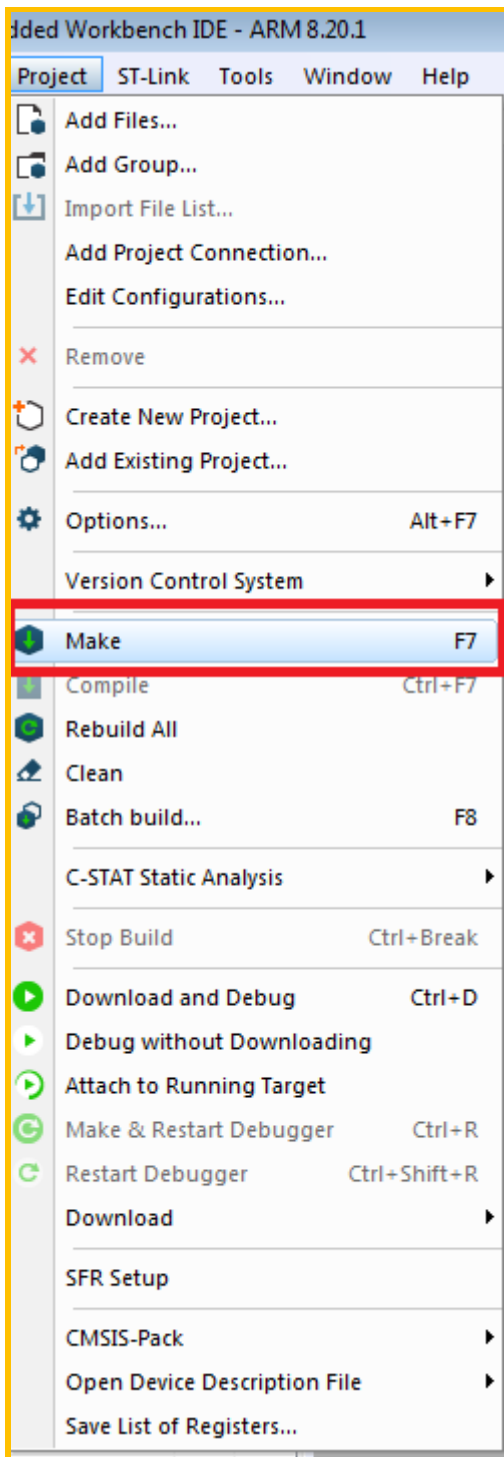 dded Workbench IDE - ARM 8.20.1
Project ST-Link Tools Window Help
Add Files...
Add Group...
Import File List...
Add Project Connection...
Edit Configurations...
Remove
Create New Project...
Add Existing Project...
Options... Alt+F7
Version Control System
Make F7
Compile Ctrl+F7
Rebuild All
Clean
Batch build... F8
C-STAT Static Analysis
Stop Build Ctrl+Break
Download and Debug Ctrl+D
Debug without Downloading
Attach to Running Target
Make & Restart Debugger Ctrl+R
Restart Debugger Ctrl+Shift+R
Download
SFR Setup
CMSIS-Pack
Open Device Description File
Save List of Registers...